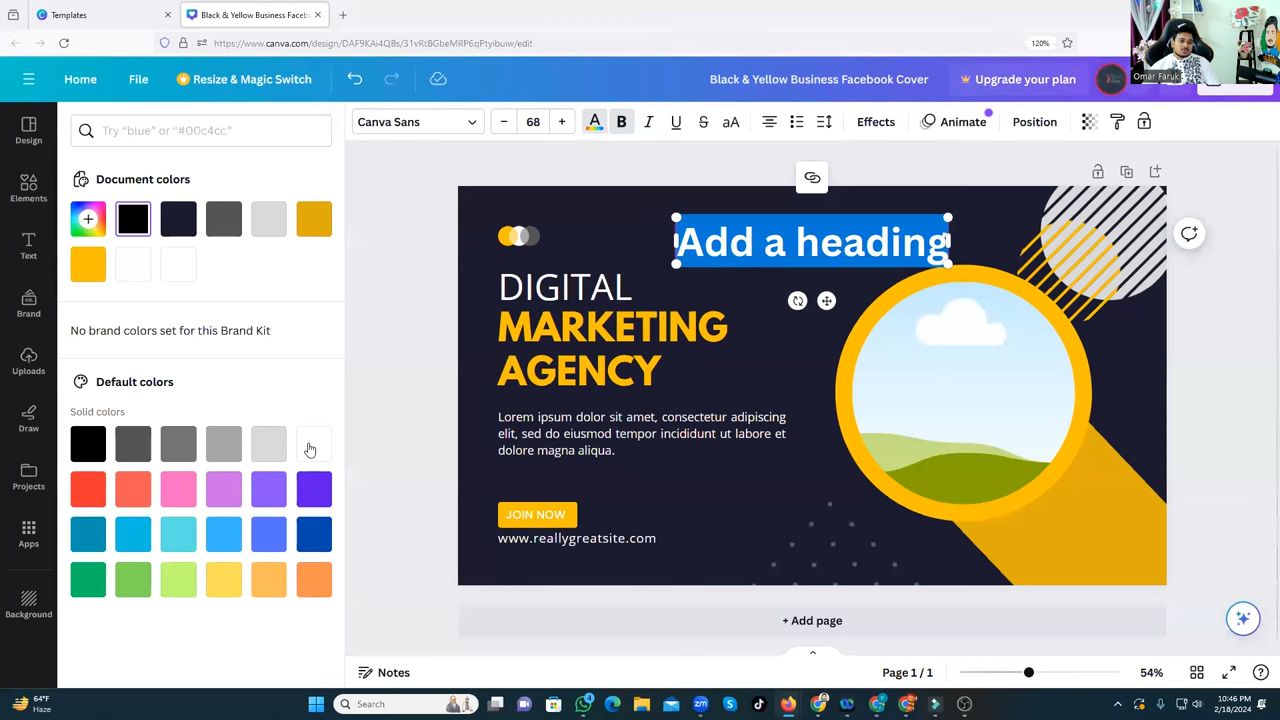 Templates
Black & Yellow Business Facebo
https://www.canva.com/design/DAF9KAi4QBs/31vRtBGbeMRP6dtyibuiw/edit
120%
Omar Faruk
Home
File
Resize & Magic Switch
Black & Yellow Business Facebook Cover
Upgrade your plan
Try "blue" or "#00c4cc"
Canva Sans
68
A
B
I
U
S
aA
Effects
Animate
Position
Design
Elements
Text
Brand
Uploads
Draw
Projects
Apps
Background
Document colors
No brand colors set for this Brand Kit
Default colors
Solid colors
Add a heading
DIGITAL
MARKETING
AGENCY
Lorem ipsum dolor sit amet, consectetur adipiscing
elit, sed do eiusmod tempor incididunt ut labore et
dolore magna aliqua.
JOIN NOW
www.reallygreatsite.com
+ Add page
Notes
Page 1 / 1
54%
64°F
Haze
Search
10:46 PM
2/18/2024